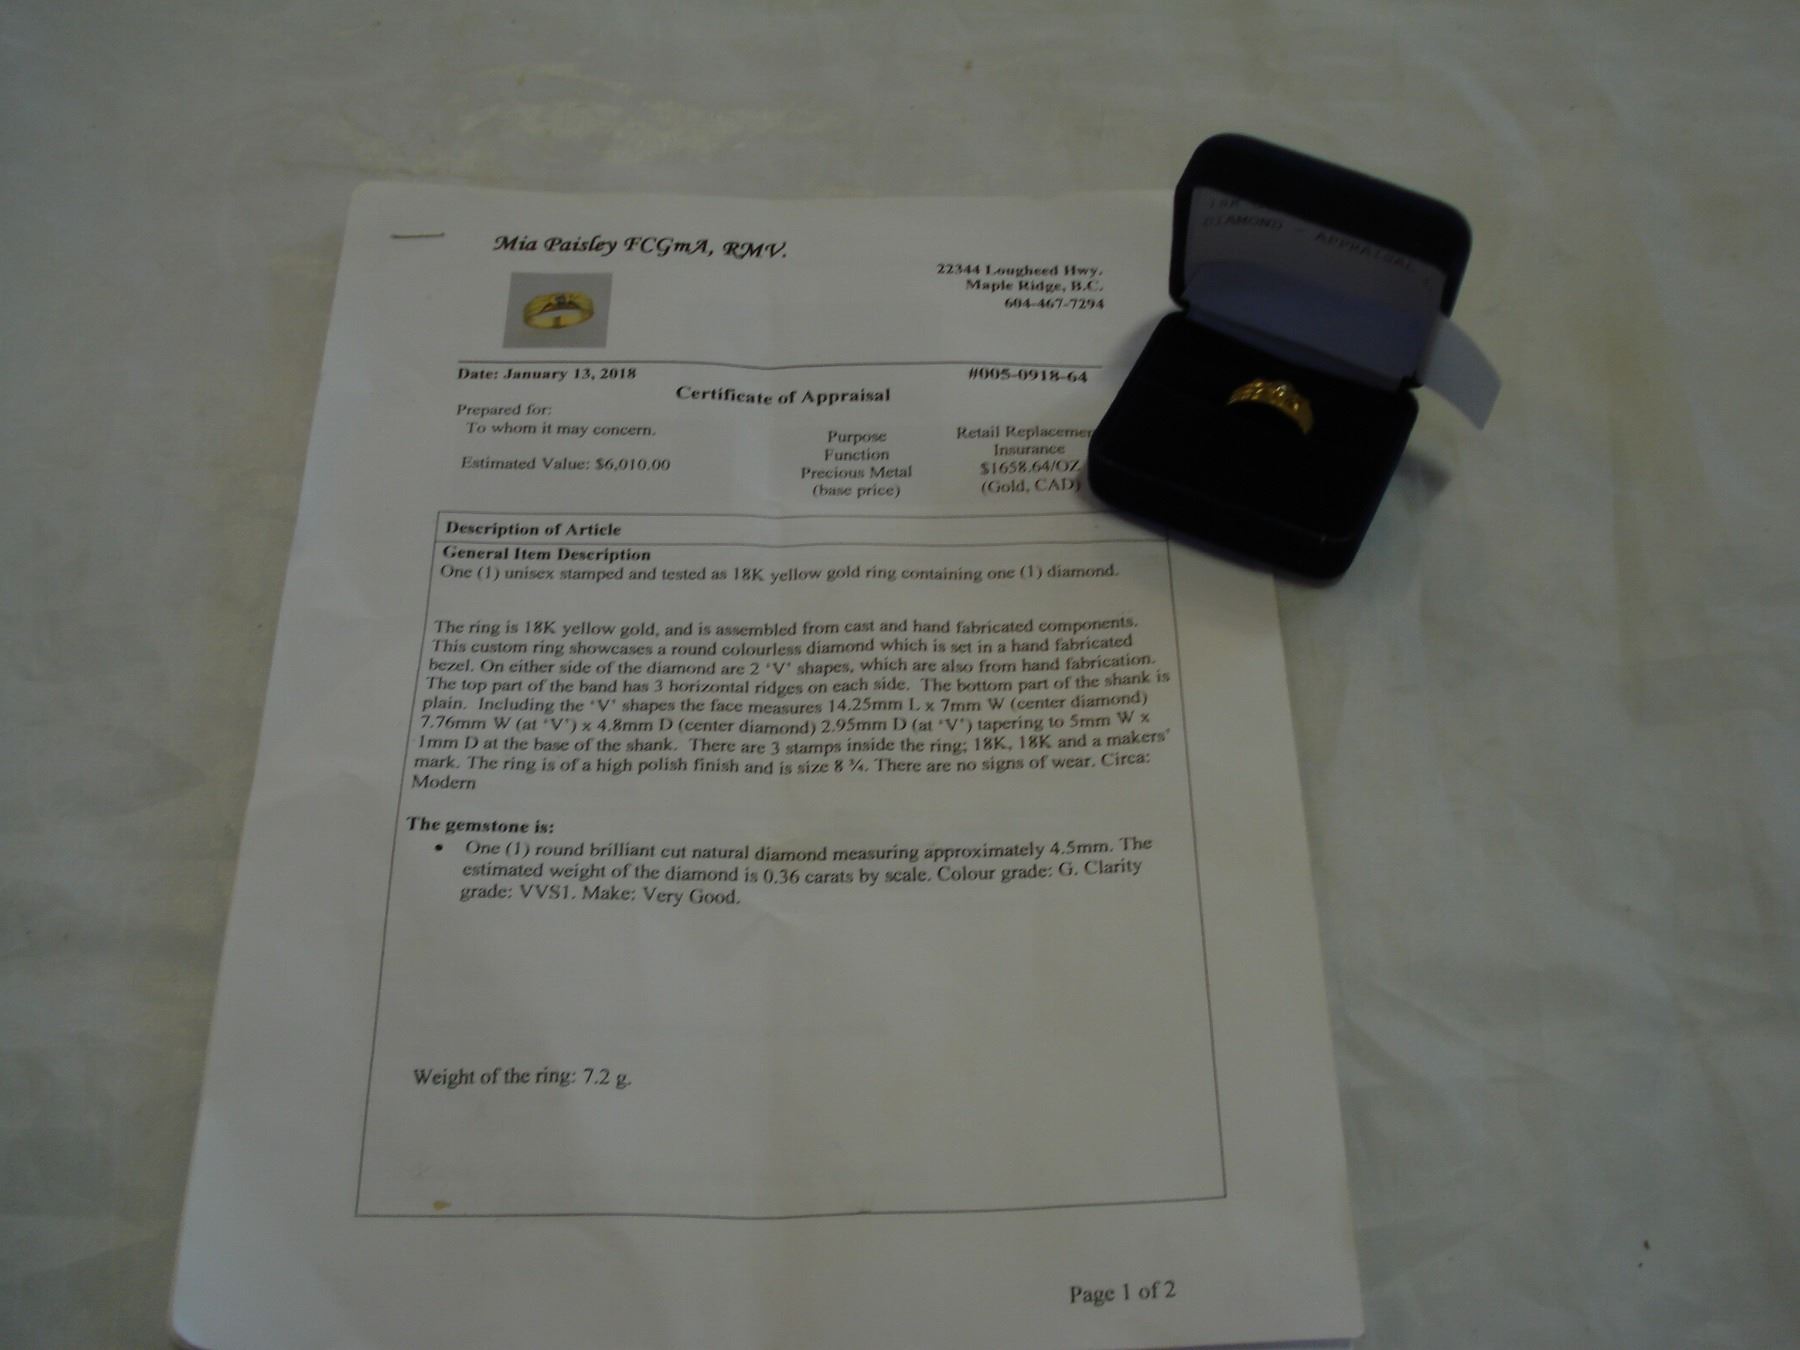 Mia Paisley FCGmA, RMV.
22344 Lougheed Hwy.
Maple Ridge, B.C.
604-467-7294
Date: January 13, 2018
#005-0918-64
Certificate of Appraisal
Prepared for:
To whom it may concern.
Estimated Value: $6,010.00
Purpose
Function
Precious Metal
(base price)
Retail Replacemen
Insurance
$1658.64/OZ
(Gold, CAD)
Description of Article
General Item Description
One (1) unisex stamped and tested as 18K yellow gold ring containing one (1) diamond.
The ring is 18K yellow gold, and is assembled from cast and hand fabricated components.
This custom ring showcases a round colourless diamond which is set in a hand fabricated
bezel. On either side of the diamond are 2 'V' shapes, which are also from hand fabrication.
The top part of the band has 3 horizontal ridges on each side. The bottom part of the shank is
plain. Including the 'V' shapes the face measures 14.25mm L x 7mm W (center diamond)
7.76mm W (at 'V') x 4.8mm D (center diamond) 2.95mm D (at 'V') tapering to 5mm W x
1mm D at the base of the shank. There are 3 stamps inside the ring; 18K, 18K and a makers'
mark. The ring is of a high polish finish and is size 8 ¾. There are no signs of wear. Circa:
Modern
The gemstone is:
• One (1) round brilliant cut natural diamond measuring approximately 4.5mm. The
estimated weight of the diamond is 0.36 carats by scale. Colour grade: G. Clarity
grade: VVS1. Make: Very Good.
Weight of the ring: 7.2 g.
Page 1 of 2
18K
DIAMOND - APPRAISAL